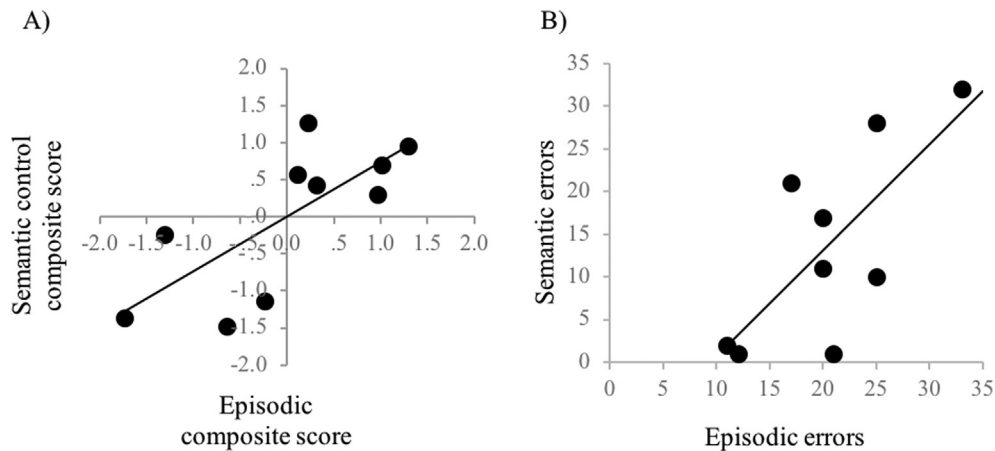 A)
B)
Semantic control
composite score
2.0
1.5
1.0
.5
0
-2.0 -1.5 -1.0 -.5 0.0 .5 1.0 1.5 2.0
-.5
-1.0
-1.5
-2.0
Episodic
composite score
Semantic errors
35
30
25
20
15
10
5
0
0 5 10 15 20 25 30 35
Episodic errors